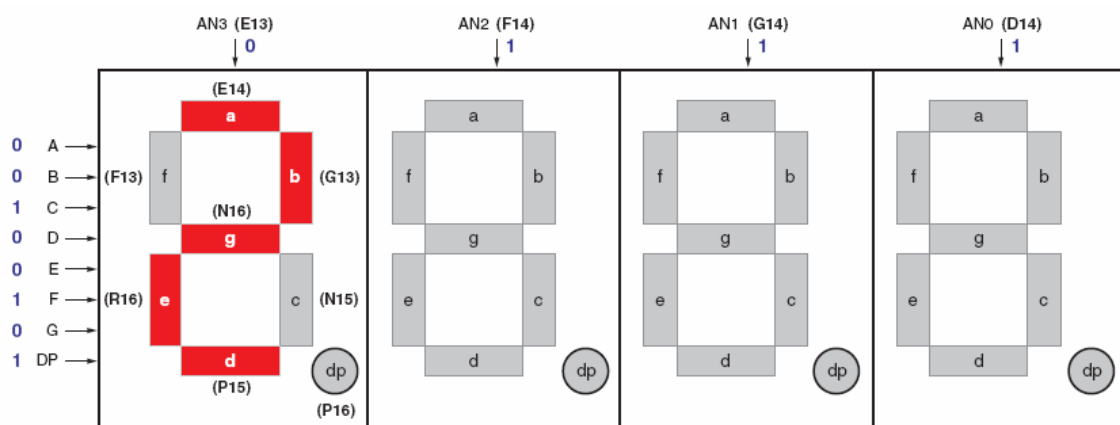 AN3 (E13) AN2 (F14) AN1 (G14) AN0 (D14)
0 1 1 1
(E14)
a a a a
0 A
0 B (F13) f b (G13) f b f b f b
1 C (N16)
0 D g g g g
0 E
1 F (R16) e c (N15) e c e c e c
0 G
1 DP d dp d dp d dp d dp
(P15)
(P16)